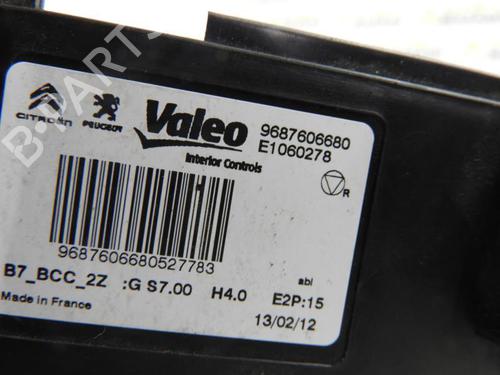 CITROËN
PEUGEOT
Valeo
Interior Controls
9687606680
E1060278
R
9687606680527783
B7_BCC_2Z :G S7.00 H4.0
abl
E2P:15
Made in France
13/02/12
B-PARTS